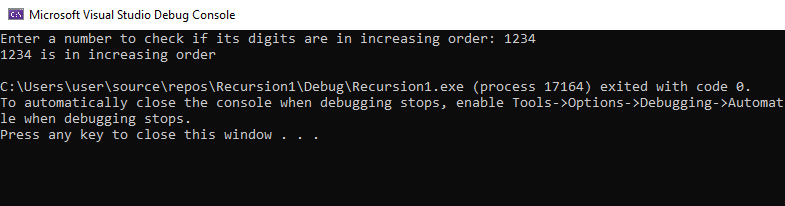 Microsoft Visual Studio Debug Console
Enter a number to check if its digits are in increasing order: 1234
1234 is in increasing order
C:\Users\user\source\repos\Recursion1\Debug\Recursion1.exe (process 17164) exited with code 0.
To automatically close the console when debugging stops, enable Tools->Options->Debugging->Automat
le when debugging stops.
Press any key to close this window . . .